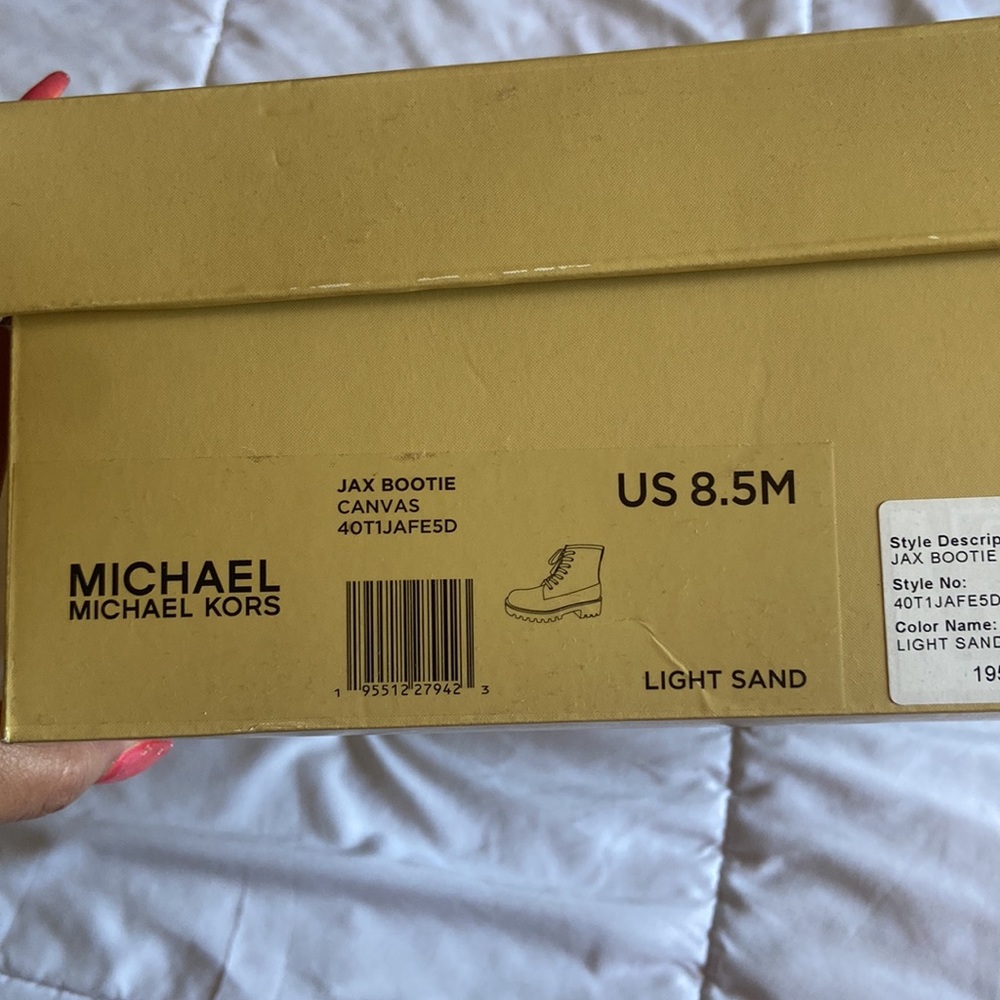 JAX BOOTIE
CANVAS
40T1JAFE5D
US 8.5M
MICHAEL
MICHAEL KORS
1 95512 27942 3
LIGHT SAND
Style Descrip
JAX BOOTIE
Style No:
40T1JAFE5D
Color Name:
LIGHT SAND
195